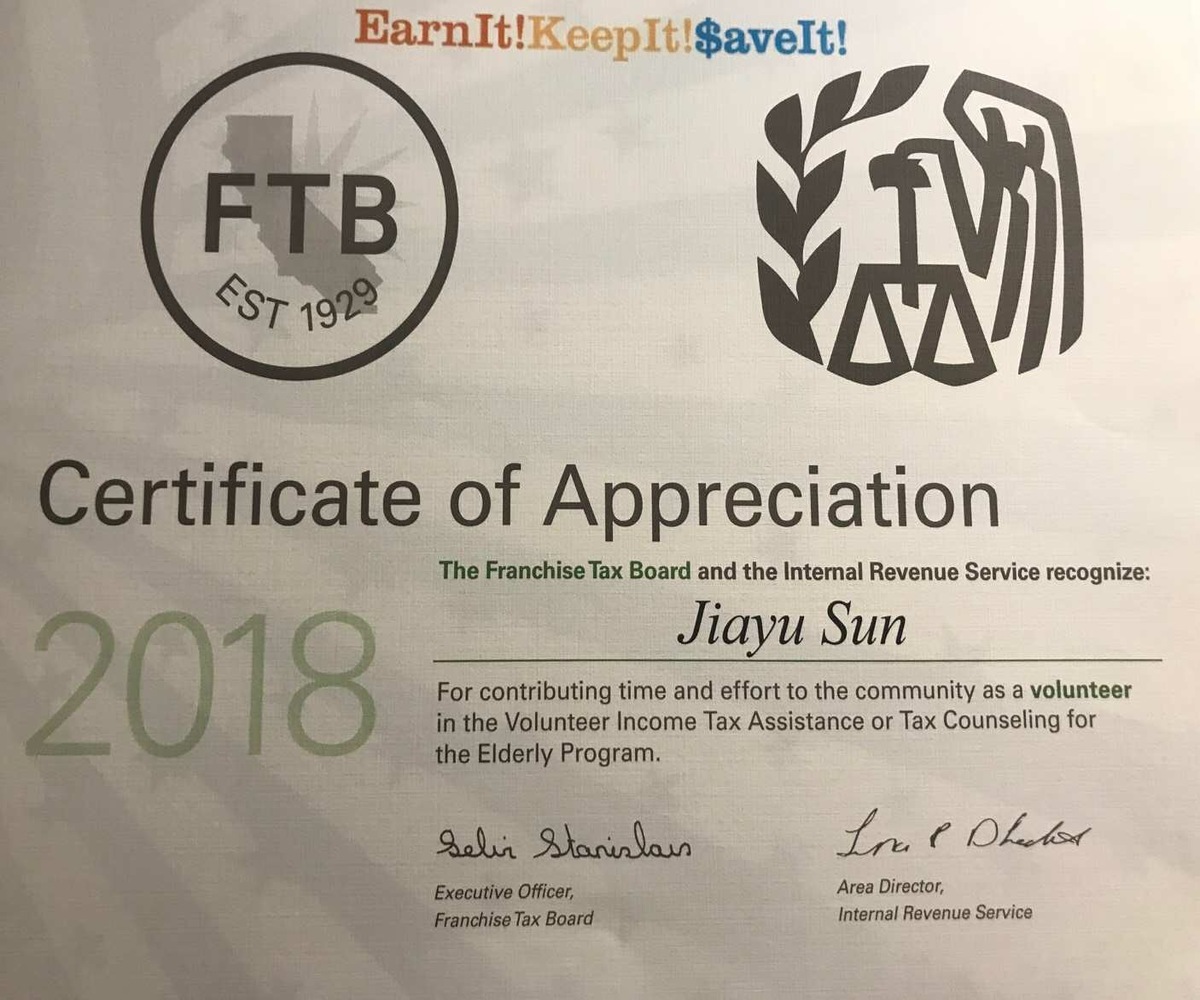 EarnIt!KeepIt!$aveIt!
FTB
EST 1929
Certificate of Appreciation
The Franchise Tax Board and the Internal Revenue Service recognize:
Jiayu Sun
2018
For contributing time and effort to the community as a volunteer
in the Volunteer Income Tax Assistance or Tax Counseling for
the Elderly Program.
Selvi Stanislaus
Executive Officer,
Franchise Tax Board
Area Director,
Internal Revenue Service